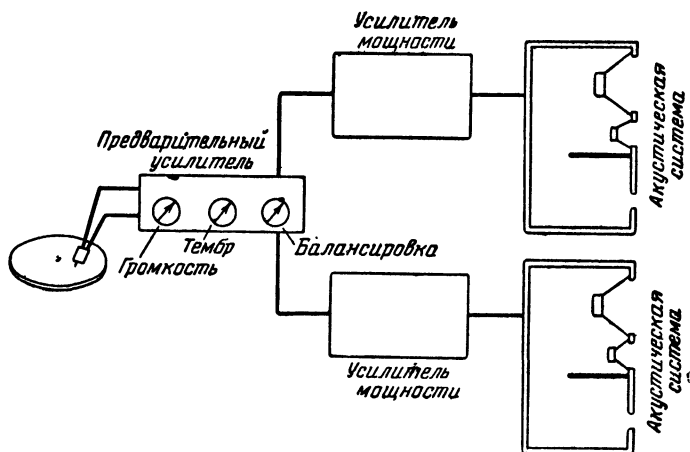 Усилитель
мощности
Акустическая
система
Предварительный
усилитель
Громкость
Тембр
Балансировка
Усилитель
мощности
Акустическая
система